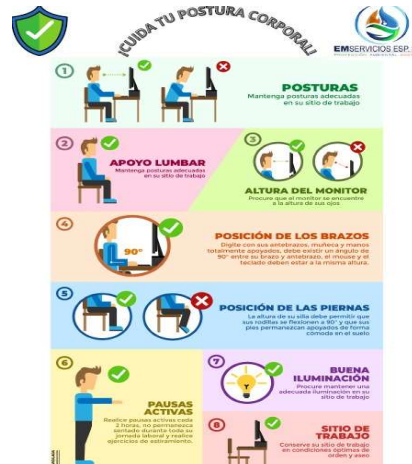 ¡CUIDA TU POSTURA CORPORAL!
EMSERVICIOS ESP.
1
POSTURAS
Mantenga posturas adecuadas
en su sitio de trabajo
2
APOYO LUMBAR
Mantenga posturas adecuadas
en su sitio de trabajo
3
ALTURA DEL MONITOR
Procure que el monitor se encuentre
a la altura de sus ojos
4
90°
POSICIÓN DE LOS BRAZOS
Digite con sus antebrazos, muñeca y manos
totalmente apoyados, debe existir un ángulo de
90° entre su brazo y antebrazo, el mouse y el
teclado deben estar a la misma altura.
5
POSICIÓN DE LAS PIERNAS
La altura de su silla debe permitir que
sus rodillas se flexionen a 90° y que sus
pies permanezcan apoyados de forma
cómoda en el suelo
6
PAUSAS
ACTIVAS
Realice pausas activas cada
2 horas, no permanezca
sentado durante toda su
jornada laboral y realice
ejercicios de estiramiento.
7
BUENA
ILUMINACIÓN
Procure mantener una
adecuada iluminación en su
sitio de trabajo
8
SITIO DE
TRABAJO
Conserve su sitio de trabajo
en condiciones óptimas de
orden y aseo